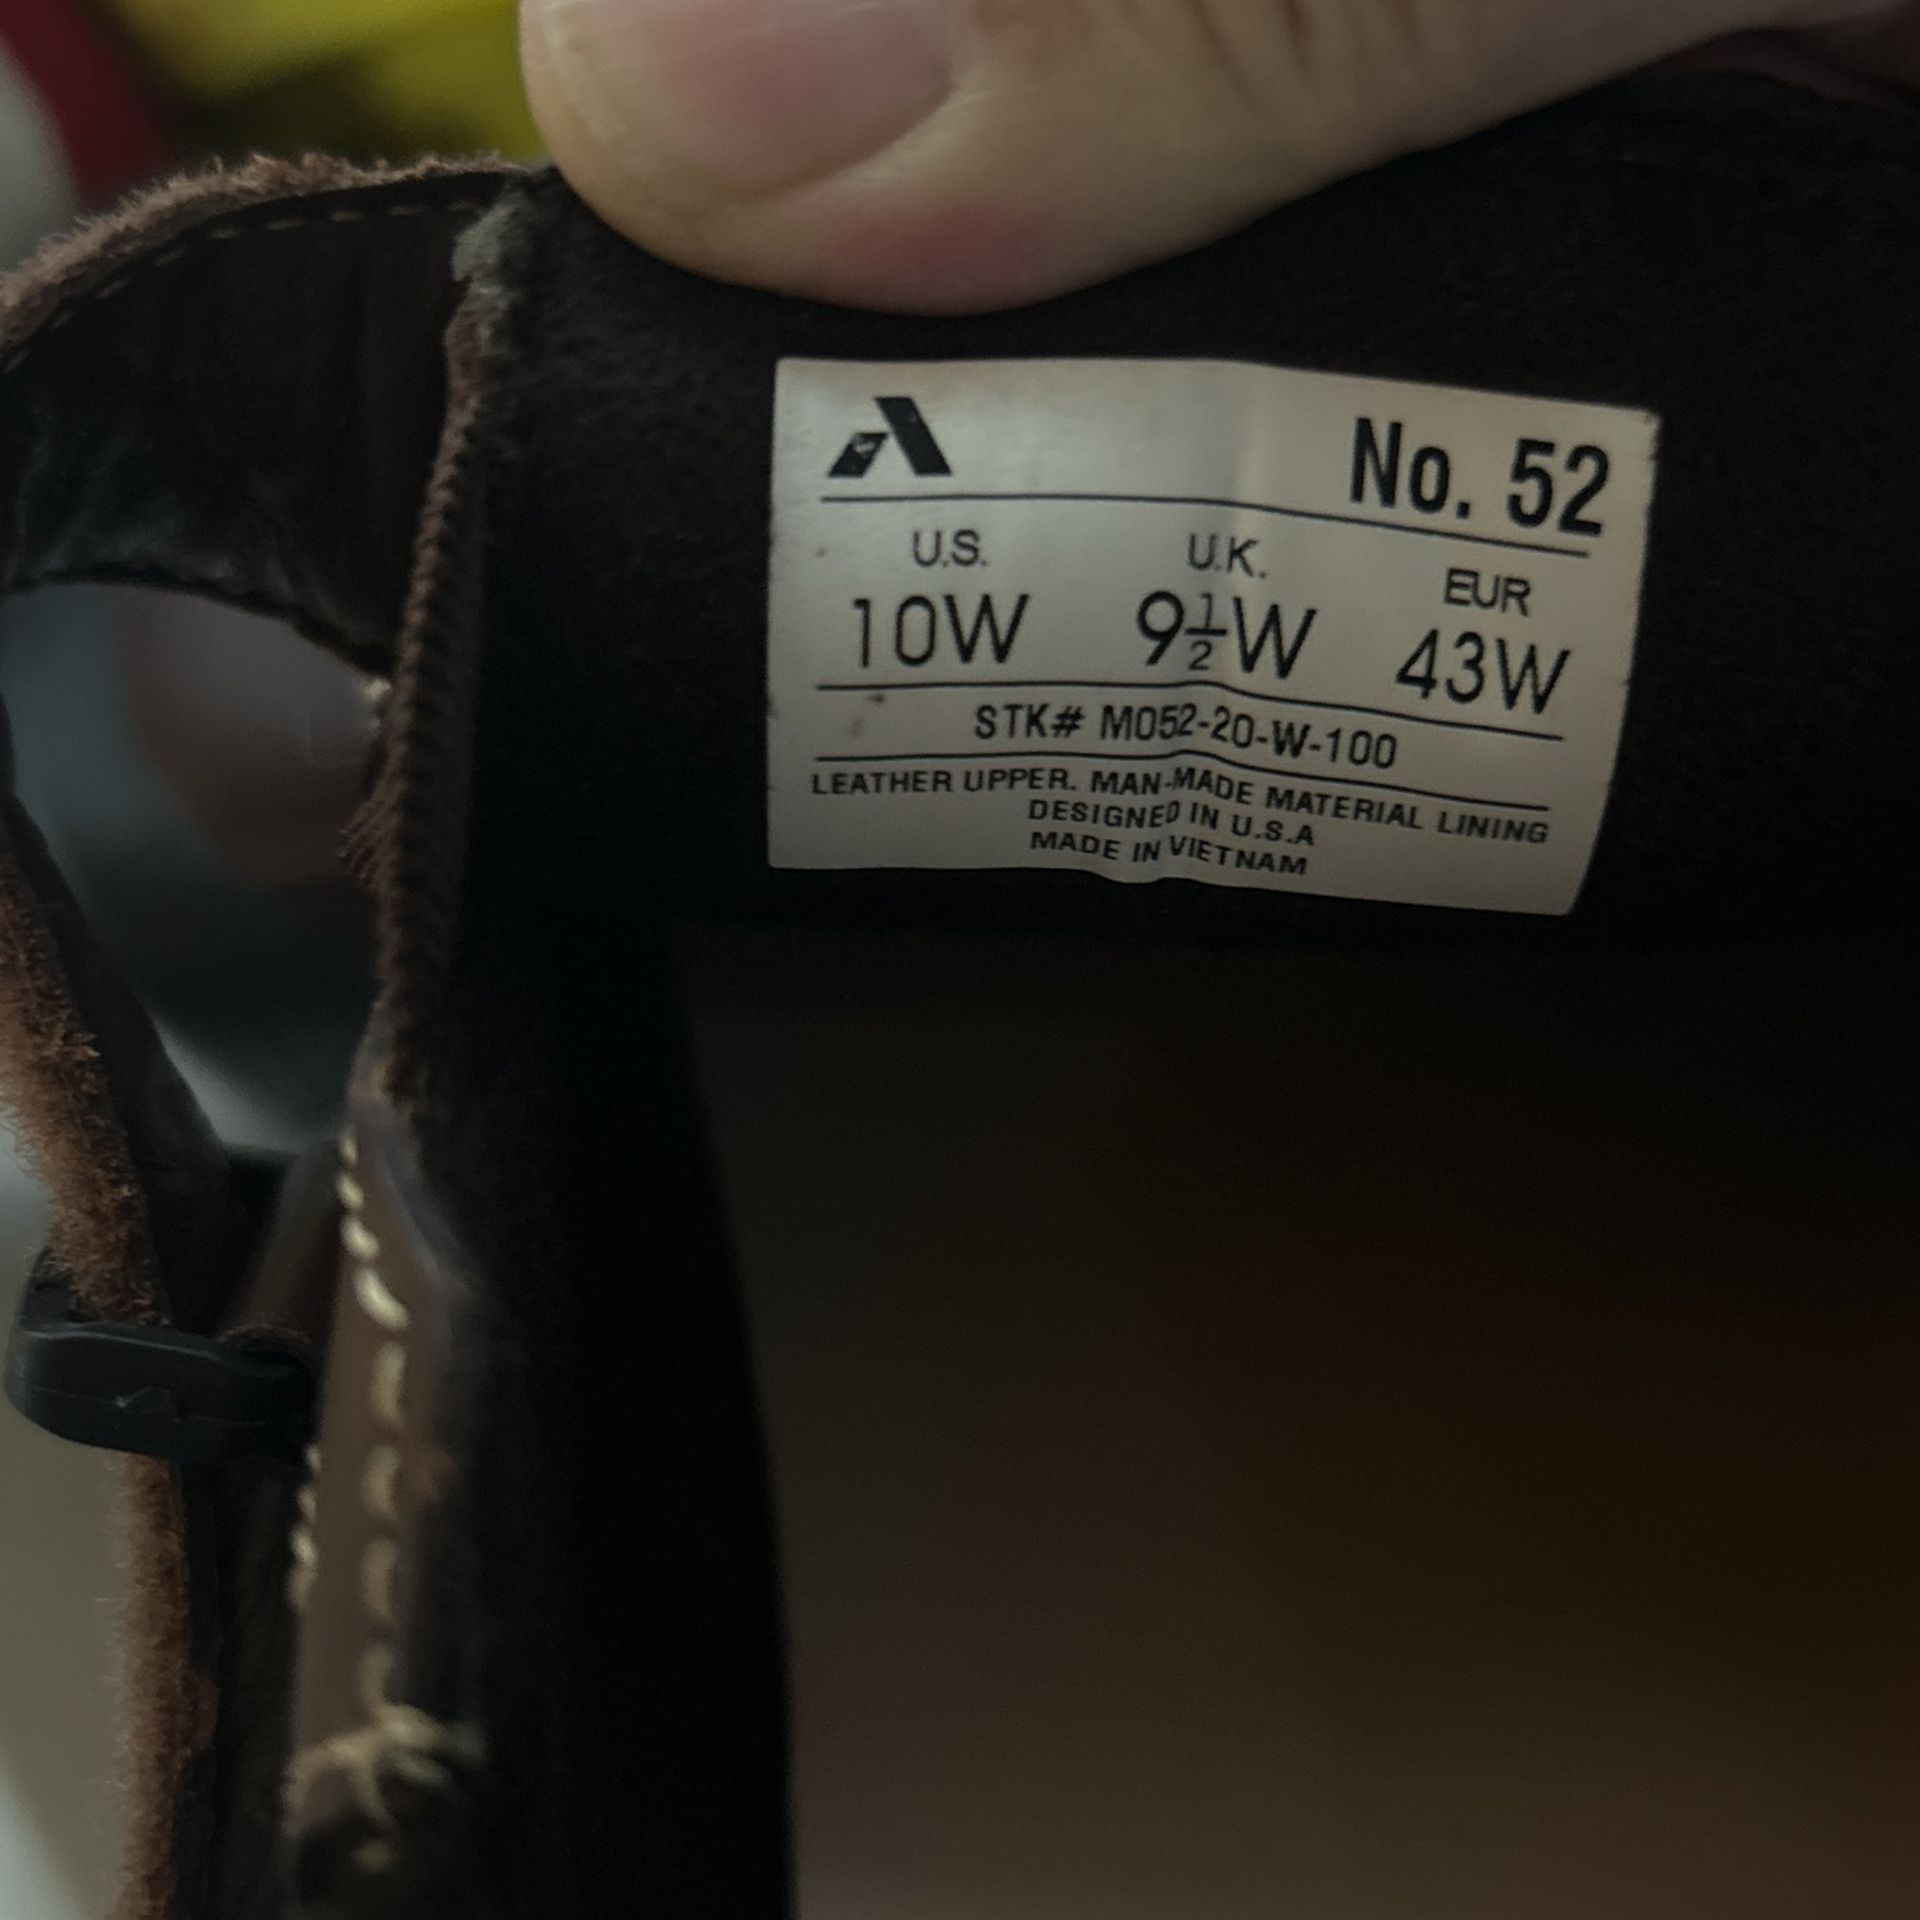 No. 52
U.S. U.K. EUR
10W 9½W 43W
STK# M052-20-W-100
LEATHER UPPER. MAN-MADE MATERIAL LINING
DESIGNED IN U.S.A
MADE IN VIETNAM